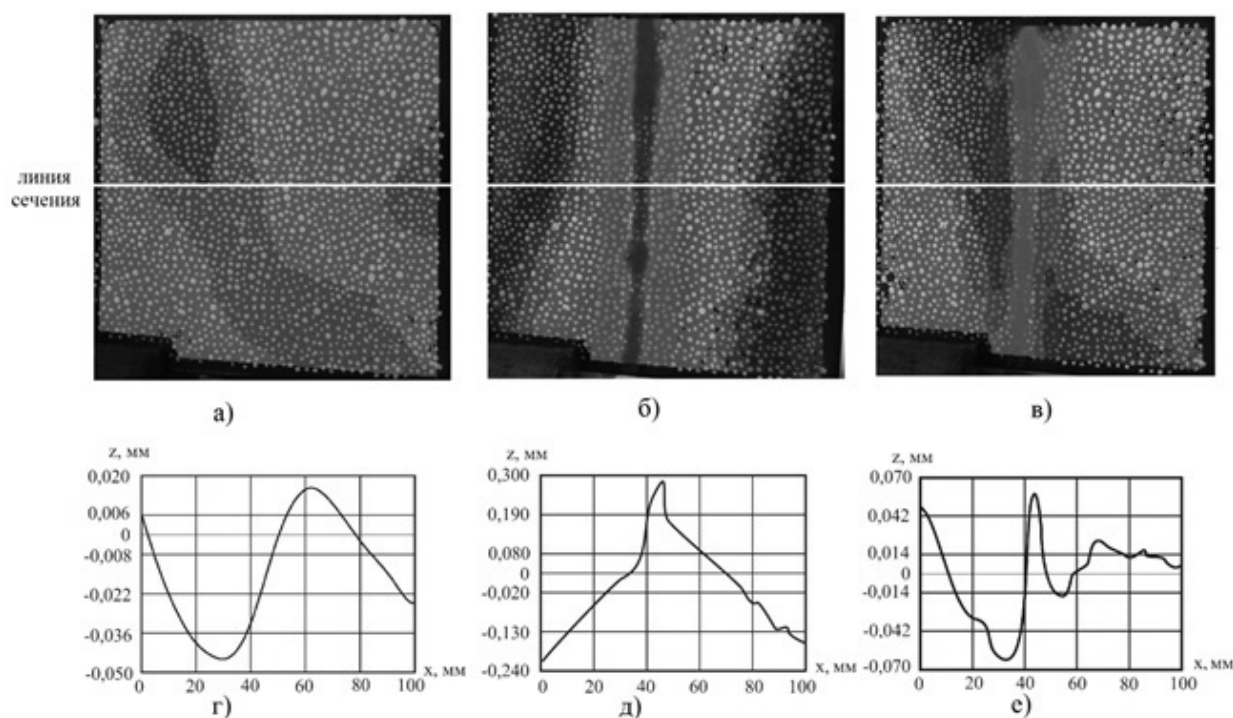 линия
сечения
а)
б)
в)
z, мм
0,020
0,006
0
-0,008
-0,022
-0,036
-0,050
0 20 40 60 80 100
x, мм
г)
z, мм
0,300
0,190
0,080
0
-0,020
-0,130
-0,240
0 20 40 60 80 100
x, мм
д)
z, мм
0,070
0,042
0,014
0
-0,014
-0,042
-0,070
0 20 40 60 80 100
x, мм
е)